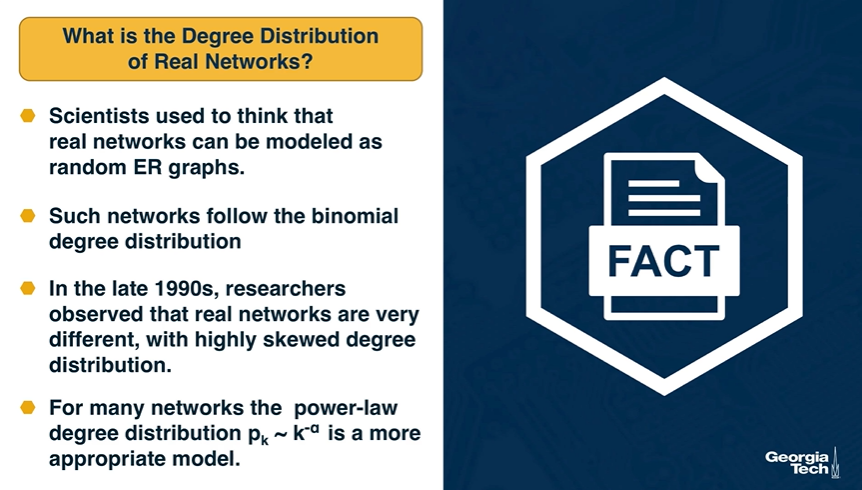 What is the Degree Distribution
of Real Networks?
Scientists used to think that
real networks can be modeled as
random ER graphs.
Such networks follow the binomial
degree distribution
In the late 1990s, researchers
observed that real networks are very
different, with highly skewed degree
distribution.
For many networks the power-law
degree distribution pₖ ~ k⁻ᵅ is a more
appropriate model.
FACT
Georgia
Tech